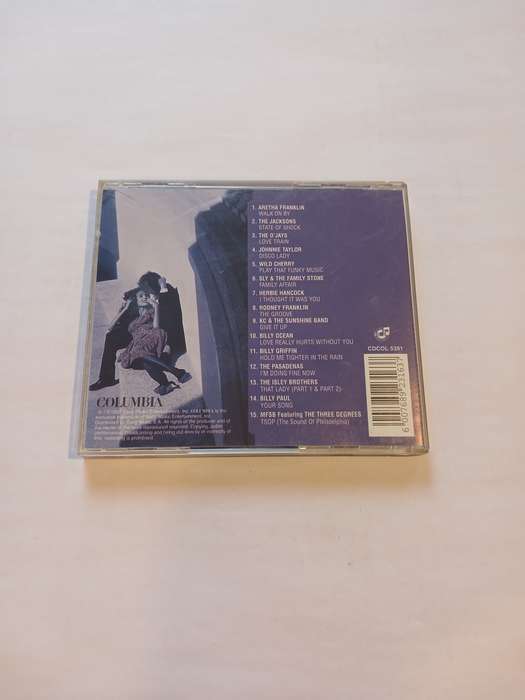 1. ARETHA FRANKLIN
WALK ON BY
2. THE JACKSONS
STATE OF SHOCK
3. THE O'JAYS
LOVE TRAIN
4. JOHNNIE TAYLOR
DISCO LADY
5. WILD CHERRY
PLAY THAT FUNKY MUSIC
6. SLY & THE FAMILY STONE
FAMILY AFFAIR
7. HERBIE HANCOCK
I THOUGHT IT WAS YOU
8. RODNEY FRANKLIN
THE GROOVE
9. KC & THE SUNSHINE BAND
GIVE IT UP
10. BILLY OCEAN
LOVE REALLY HURTS WITHOUT YOU
11. BILLY GRIFFIN
HOLD ME TIGHTER IN THE RAIN
12. THE PASADENAS
I'M DOING FINE NOW
13. THE ISLEY BROTHERS
THAT LADY (PART 1 & PART 2)
14. BILLY PAUL
YOUR SONG
15. MFSB Featuring THE THREE DEGREES
TSOP (The Sound Of Philadelphia)
CDCOL 5261
COLUMBIA